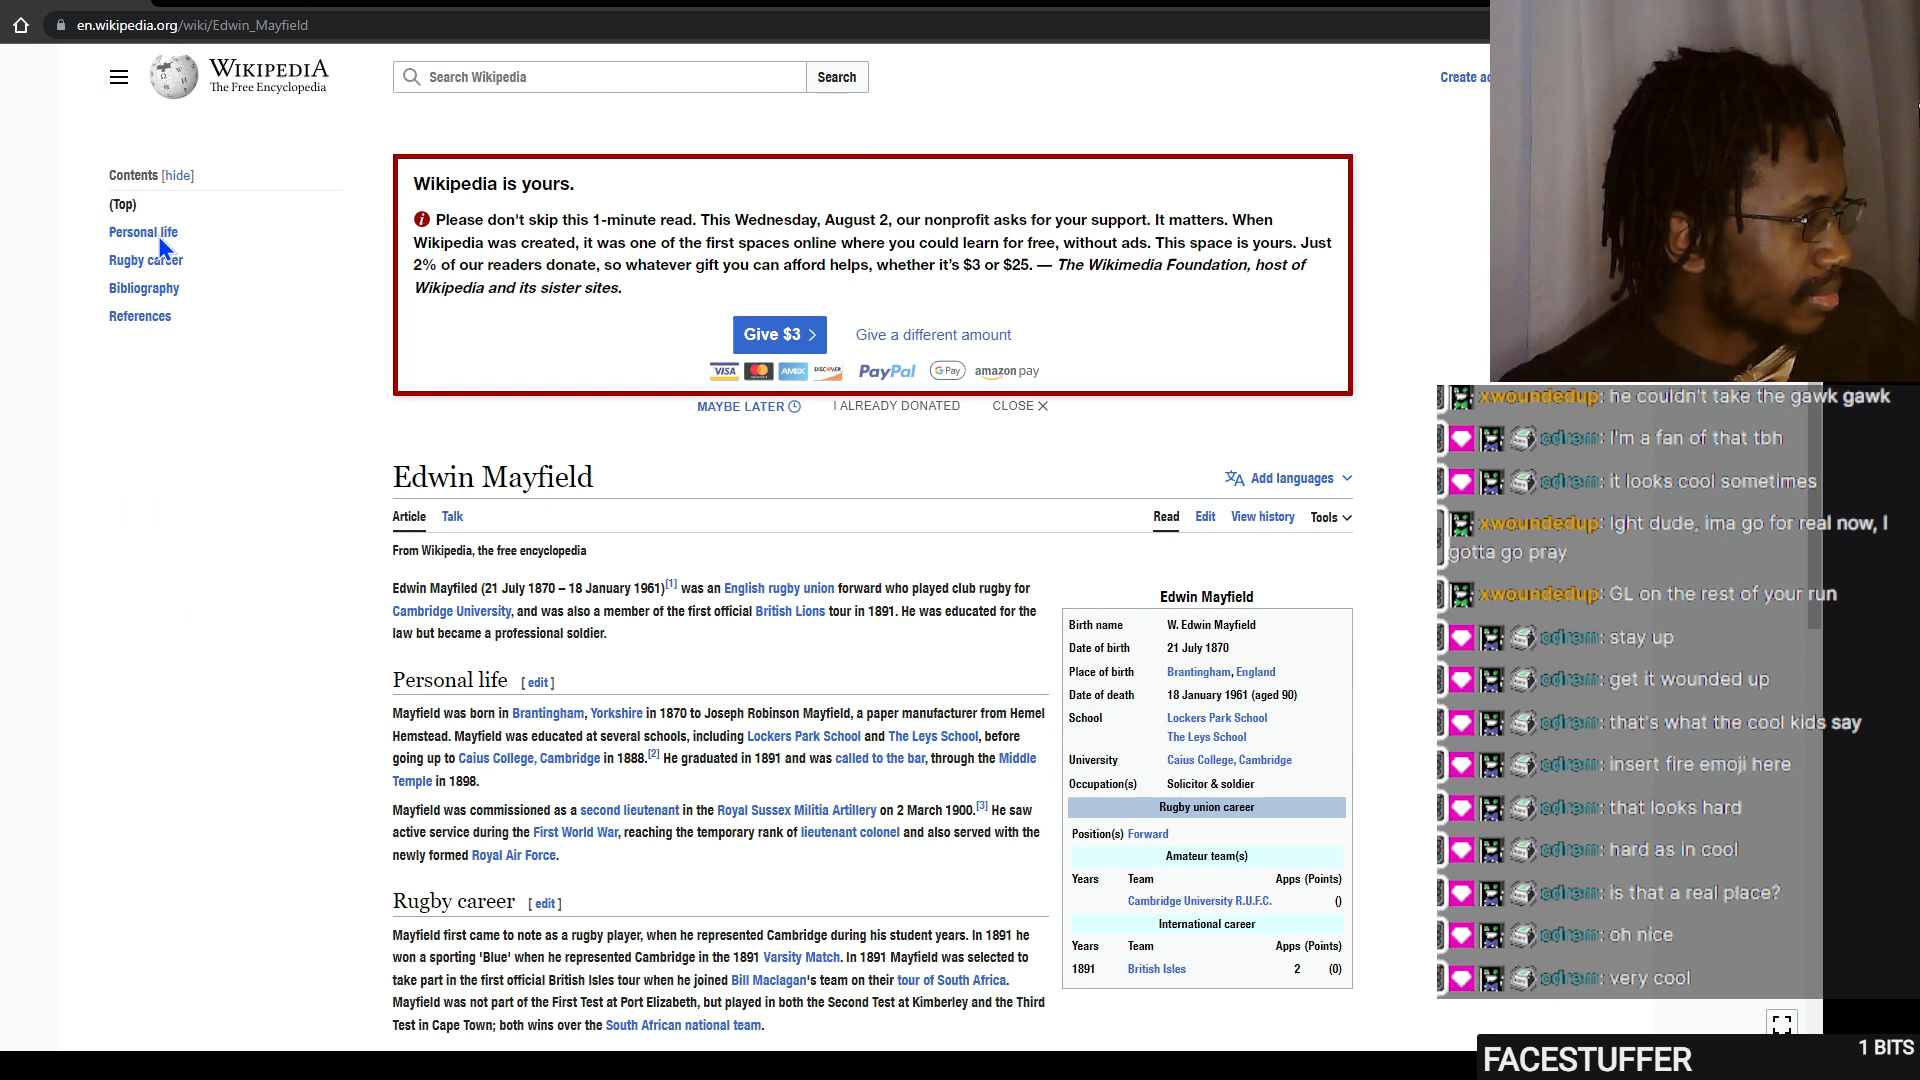 en.wikipedia.org/wiki/Edwin_Mayfield
WIKIPEDIA
The Free Encyclopedia
Search Wikipedia
Search
Create ac
Contents [hide]
(Top)
Personal life
Rugby career
Bibliography
References
Wikipedia is yours.
Please don't skip this 1-minute read. This Wednesday, August 2, our nonprofit asks for your support. It matters. When
Wikipedia was created, it was one of the first spaces online where you could learn for free, without ads. This space is yours. Just
2% of our readers donate, so whatever gift you can afford helps, whether it's $3 or $25. — The Wikimedia Foundation, host of
Wikipedia and its sister sites.
Give $3
Give a different amount
VISA AMEX DISCOVER PayPal G Pay amazon pay
MAYBE LATER
I ALREADY DONATED
CLOSE
Edwin Mayfield
Add languages
Article Talk
Read Edit View history Tools
From Wikipedia, the free encyclopedia
Edwin Mayfiled (21 July 1870 – 18 January 1961)[1] was an English rugby union forward who played club rugby for
Cambridge University, and was also a member of the first official British Lions tour in 1891. He was educated for the
law but became a professional soldier.
Personal life [ edit ]
Mayfield was born in Brantingham, Yorkshire in 1870 to Joseph Robinson Mayfield, a paper manufacturer from Hemel
Hemstead. Mayfield was educated at several schools, including Lockers Park School and The Leys School, before
going up to Caius College, Cambridge in 1888.[2] He graduated in 1891 and was called to the bar, through the Middle
Temple in 1898.
Mayfield was commissioned as a second lieutenant in the Royal Sussex Militia Artillery on 2 March 1900.[3] He saw
active service during the First World War, reaching the temporary rank of lieutenant colonel and also served with the
newly formed Royal Air Force.
Rugby career [ edit ]
Mayfield first came to note as a rugby player, when he represented Cambridge during his student years. In 1891 he
won a sporting 'Blue' when he represented Cambridge in the 1891 Varsity Match. In 1891 Mayfield was selected to
take part in the first official British Isles tour when he joined Bill Maclagan's team on their tour of South Africa.
Mayfield was not part of the First Test at Port Elizabeth, but played in both the Second Test at Kimberley and the Third
Test in Cape Town; both wins over the South African national team.
Edwin Mayfield
Birth name W. Edwin Mayfield
Date of birth 21 July 1870
Place of birth Brantingham, England
Date of death 18 January 1961 (aged 90)
School Lockers Park School
The Leys School
University Caius College, Cambridge
Occupation(s) Solicitor & soldier
Rugby union career
Position(s) Forward
Amateur team(s)
Years Team Apps (Points)
Cambridge University R.U.F.C. ()
International career
Years Team Apps (Points)
1891 British Isles 2 (0)
xwoundedup: he couldn't take the gawk gawk
edrem: I'm a fan of that tbh
edrem: it looks cool sometimes
xwoundedup: Ight dude, ima go for real now, I
gotta go pray
xwoundedup: GL on the rest of your run
edrem: stay up
edrem: get it wounded up
edrem: that's what the cool kids say
edrem: insert fire emoji here
edrem: that looks hard
edrem: hard as in cool
edrem: is that a real place?
edrem: oh nice
edrem: very cool
FACESTUFFER
1 BITS